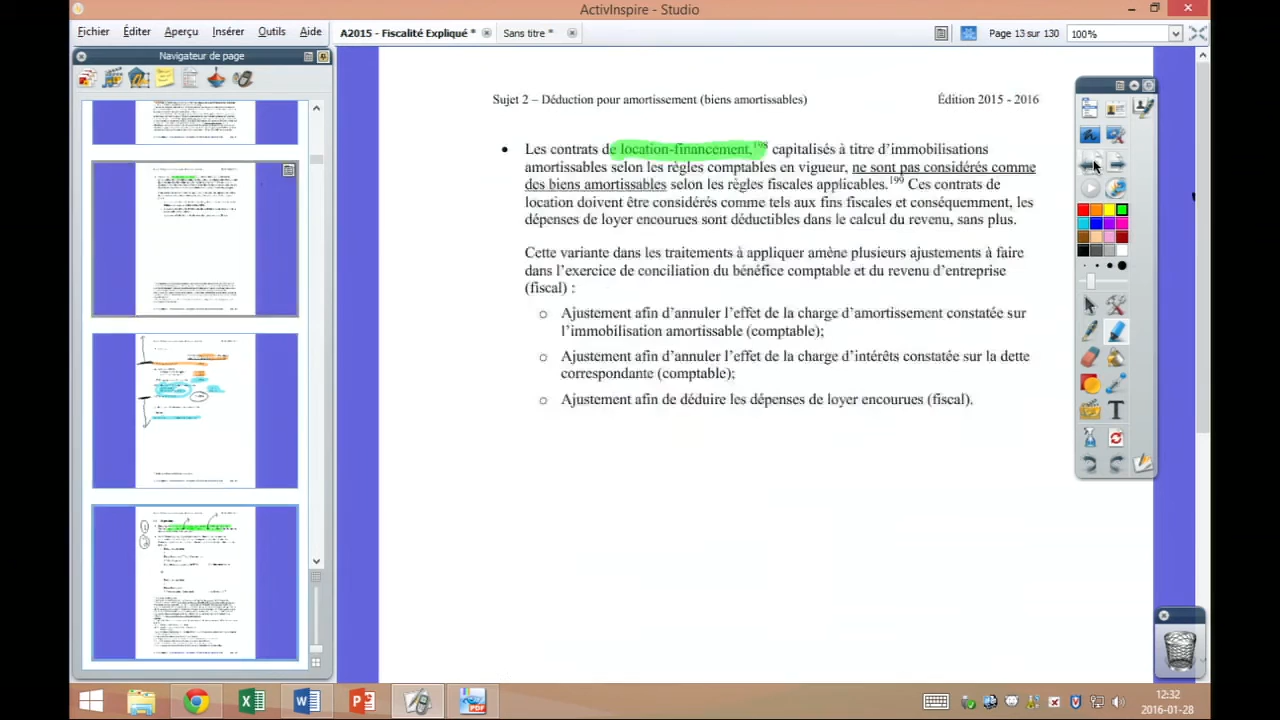 ActivInspire - Studio
Fichier Éditer Aperçu Insérer Outils Aide
A2015 - Fiscalité Expliqué *
Sans titre *
Page 13 sur 130
100%
Navigateur de page
Sujet 2 – Déduction pour amortissement (biens amortissables) Édition 2015 - 2016
• Les contrats de location-financement,198 capitalisés à titre d’immobilisations
amortissables selon les règles comptables en vigueur, ne sont pas considérés comme
des biens amortissables selon les règles fiscales applicables.199 Ces contrats de
location doivent être considérés comme tels aux fins fiscales. Conséquemment, les
dépenses de loyer encourues sont déductibles dans le calcul du revenu, sans plus.
Cette variante dans les traitements à appliquer amène plusieurs ajustements à faire
dans l’exercice de conciliation du bénéfice comptable et du revenu d’entreprise
(fiscal) :
o Ajustement afin d’annuler l’effet de la charge d’amortissement constatée sur
l’immobilisation amortissable (comptable);
o Ajustement afin d’annuler l’effet de la charge d’intérêts constatée sur la dette
correspondante (comptable);
o Ajustement afin de déduire les dépenses de loyer encourues (fiscal).
12:32
2016-01-28